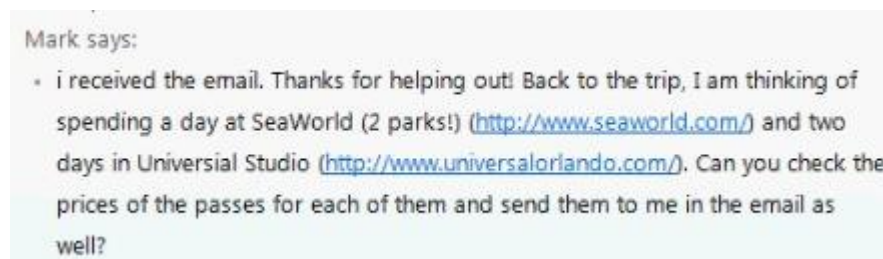 Mark says:
• i received the email. Thanks for helping out! Back to the trip, I am thinking of
spending a day at SeaWorld (2 parks!) (http://www.seaworld.com/) and two
days in Universial Studio (http://www.universalorlando.com/). Can you check the
prices of the passes for each of them and send them to me in the email as
well?